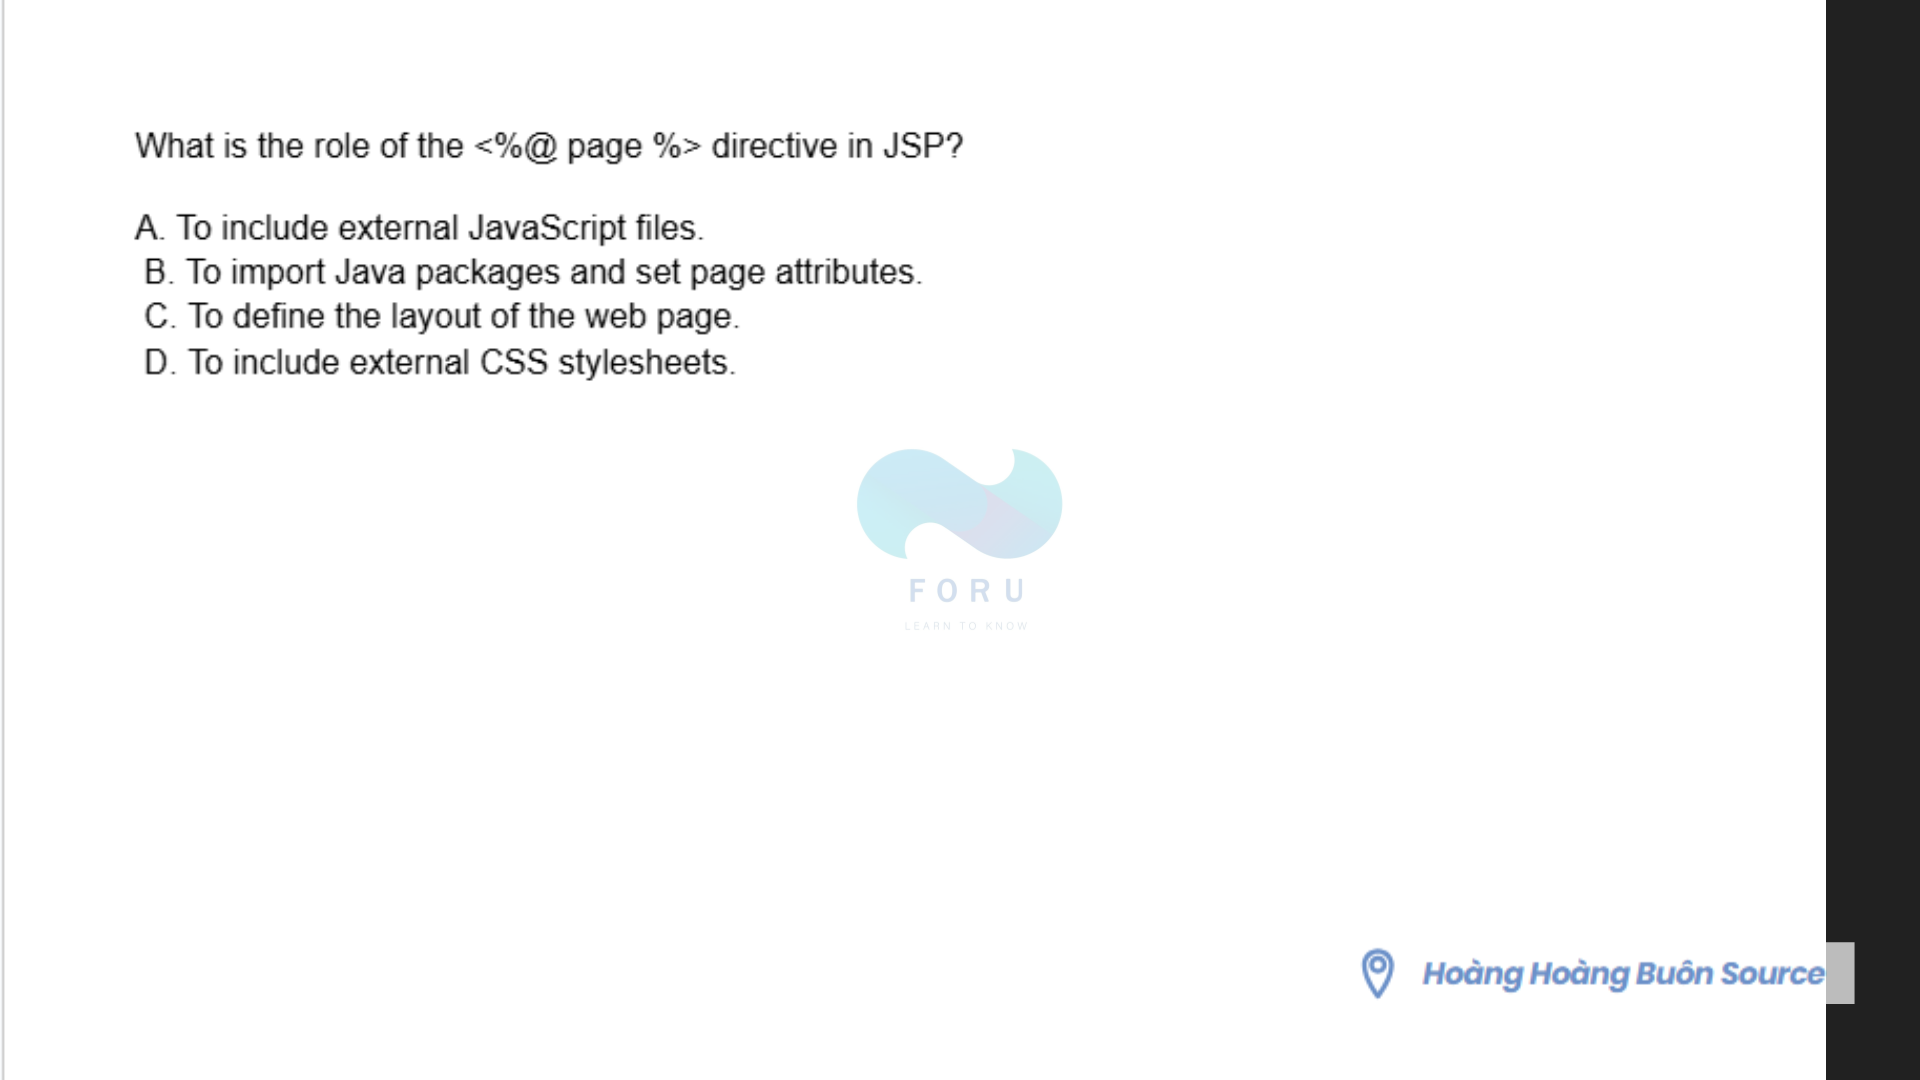 What is the role of the <%@ page %> directive in JSP?
A. To include external JavaScript files.
B. To import Java packages and set page attributes.
C. To define the layout of the web page.
D. To include external CSS stylesheets.
FORU
LEARN TO KNOW
Hoàng Hoàng Buôn Source